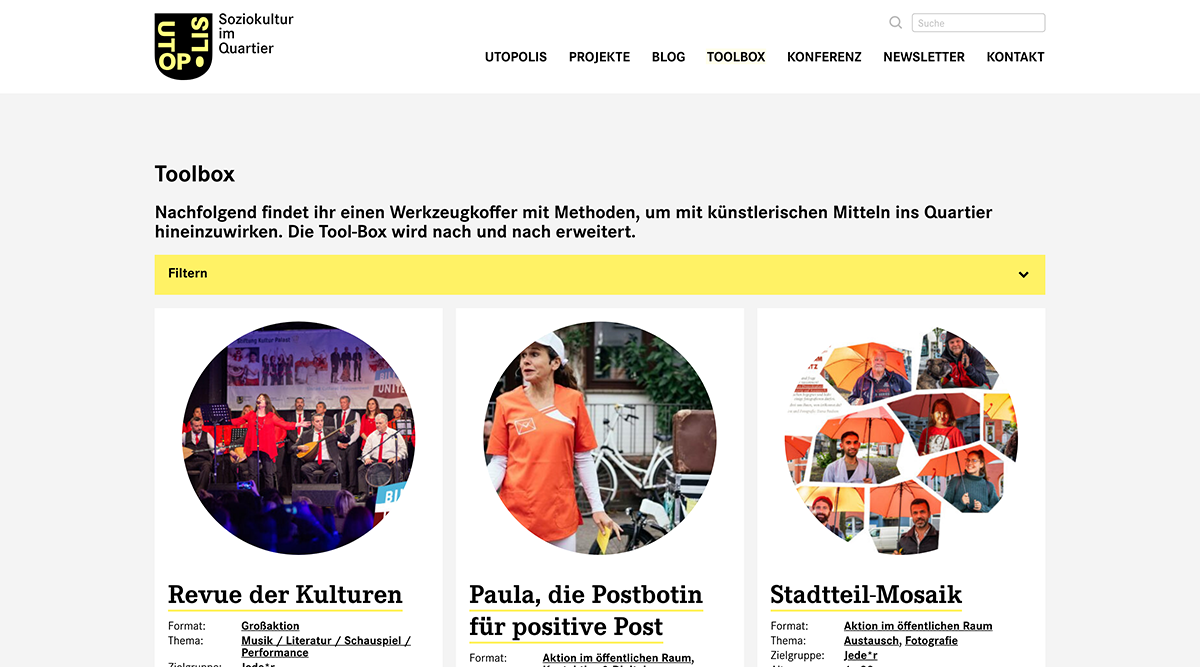 UTOPOLIS
Soziokultur
im
Quartier
Suche
UTOPOLIS PROJEKTE BLOG TOOLBOX KONFERENZ NEWSLETTER KONTAKT
Toolbox
Nachfolgend findet ihr einen Werkzeugkoffer mit Methoden, um mit künstlerischen Mitteln ins Quartier
hineinzuwirken. Die Tool-Box wird nach und nach erweitert.
Filtern
Revue der Kulturen
Format: Großaktion
Thema: Musik / Literatur / Schauspiel /
Performance
Zielgruppe: Jede*r
Paula, die Postbotin
für positive Post
Format: Aktion im öffentlichen Raum,
Stadtteil-Mosaik
Format: Aktion im öffentlichen Raum
Thema: Austausch, Fotografie
Zielgruppe: Jede*r